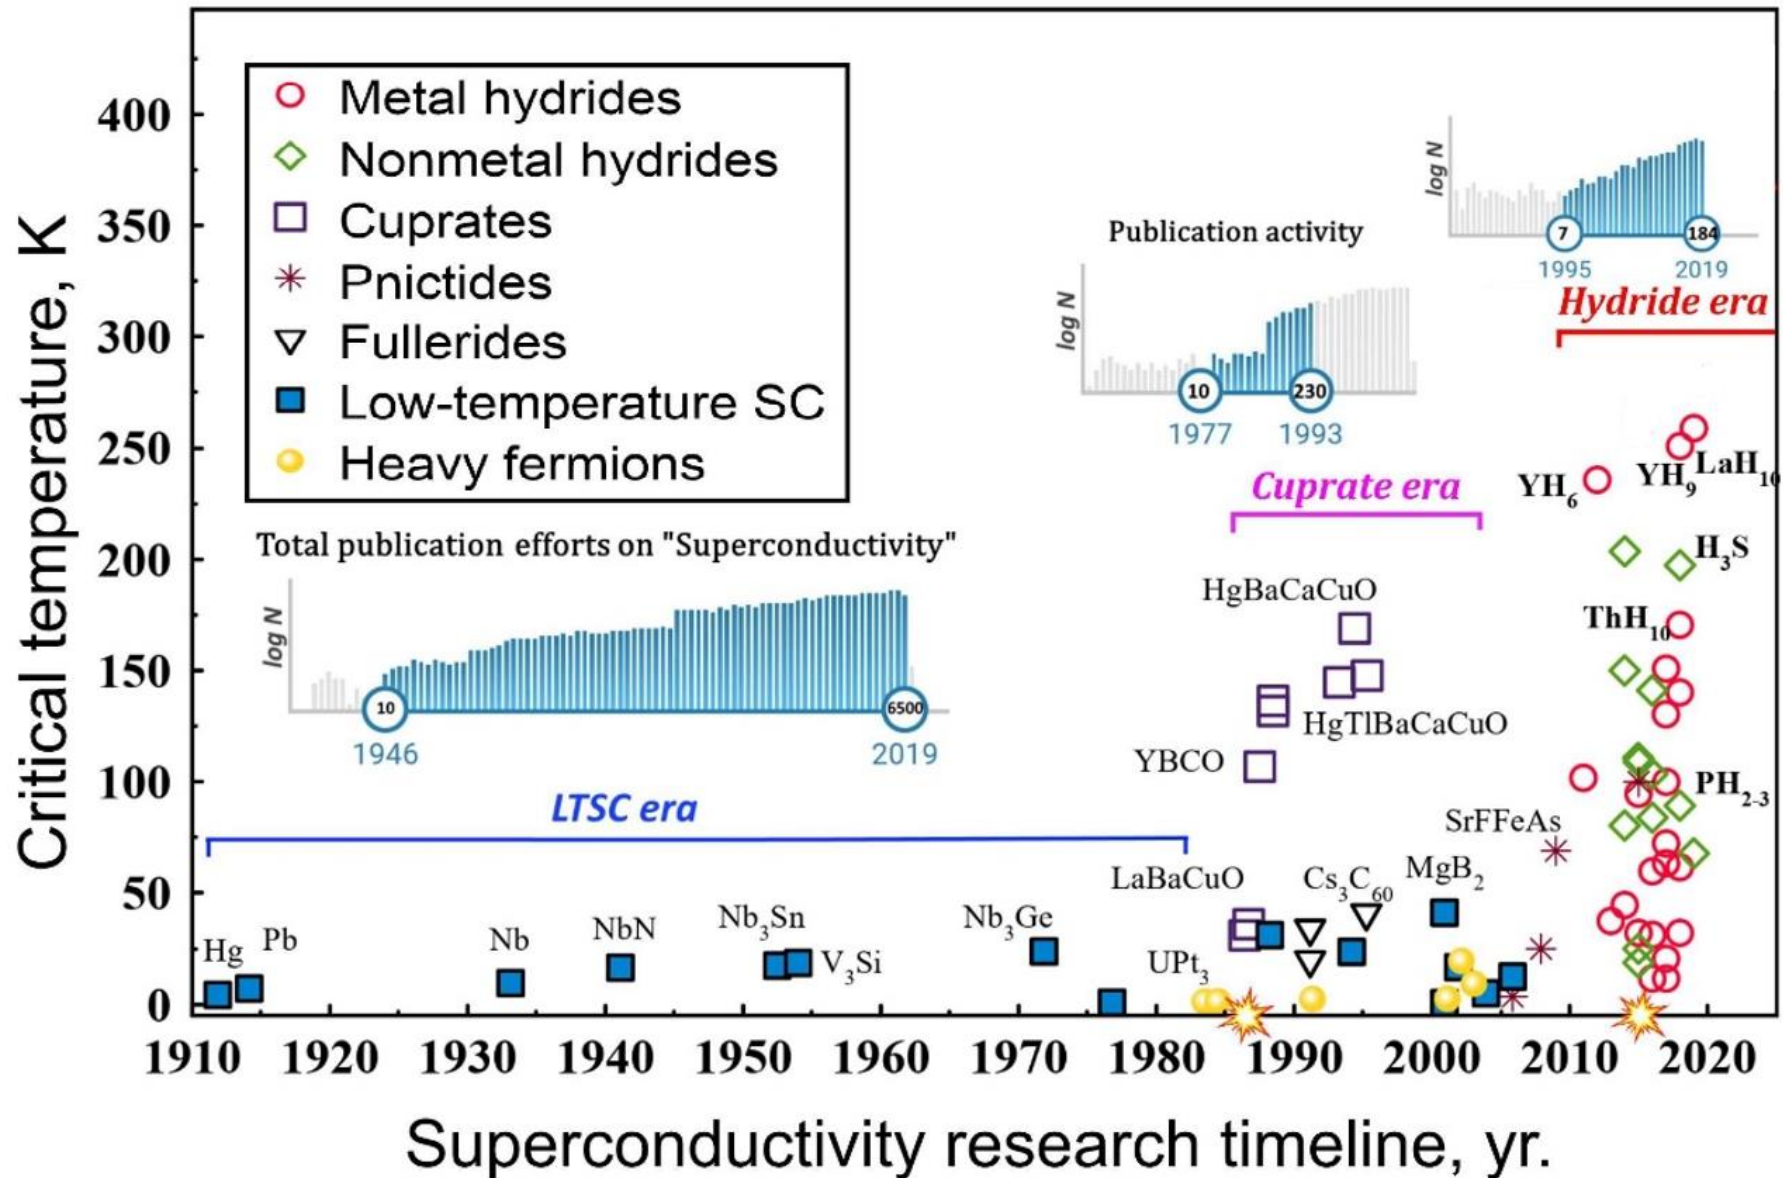 Critical temperature, K
400
350
300
250
200
150
100
50
0
Metal hydrides
Nonmetal hydrides
Cuprates
Pnictides
Fullerides
Low-temperature SC
Heavy fermions
log N
7
184
1995
2019
Hydride era
Publication activity
log N
10
230
1977
1993
Cuprate era
Total publication efforts on "Superconductivity"
log N
10
6500
1946
2019
LTSC era
YH₆
YH₉
LaH₁₀
H₃S
ThH₁₀
PH₂₋₃
HgBaCaCuO
HgTlBaCaCuO
YBCO
SrFFeAs
LaBaCuO
Cs₃C₆₀
MgB₂
Hg
Pb
Nb
NbN
Nb₃Sn
V₃Si
Nb₃Ge
UPt₃
1910 1920 1930 1940 1950 1960 1970 1980 1990 2000 2010 2020
Superconductivity research timeline, yr.